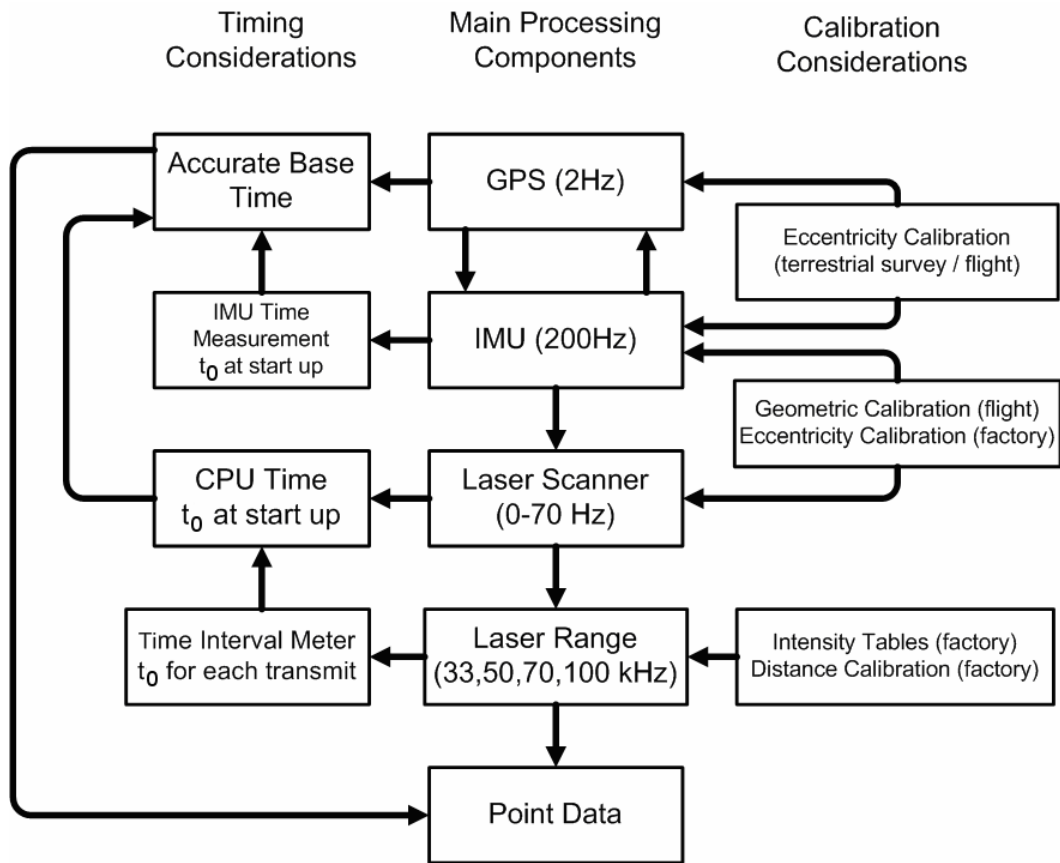 Timing
Considerations
Main Processing
Components
Calibration
Considerations
Accurate Base
Time
GPS (2Hz)
Eccentricity Calibration
(terrestrial survey / flight)
IMU Time
Measurement
t0 at start up
IMU (200Hz)
Geometric Calibration (flight)
Eccentricity Calibration (factory)
CPU Time
t0 at start up
Laser Scanner
(0-70 Hz)
Time Interval Meter
t0 for each transmit
Laser Range
(33,50,70,100 kHz)
Intensity Tables (factory)
Distance Calibration (factory)
Point Data